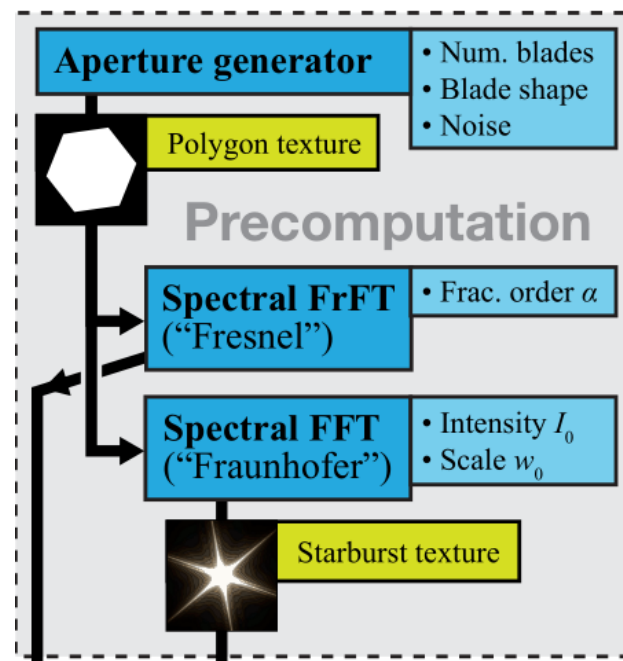 Aperture generator
• Num. blades
• Blade shape
• Noise
Polygon texture
Precomputation
Spectral FrFT
(“Fresnel”)
• Frac. order α
Spectral FFT
(“Fraunhofer”)
• Intensity I₀
• Scale w₀
Starburst texture